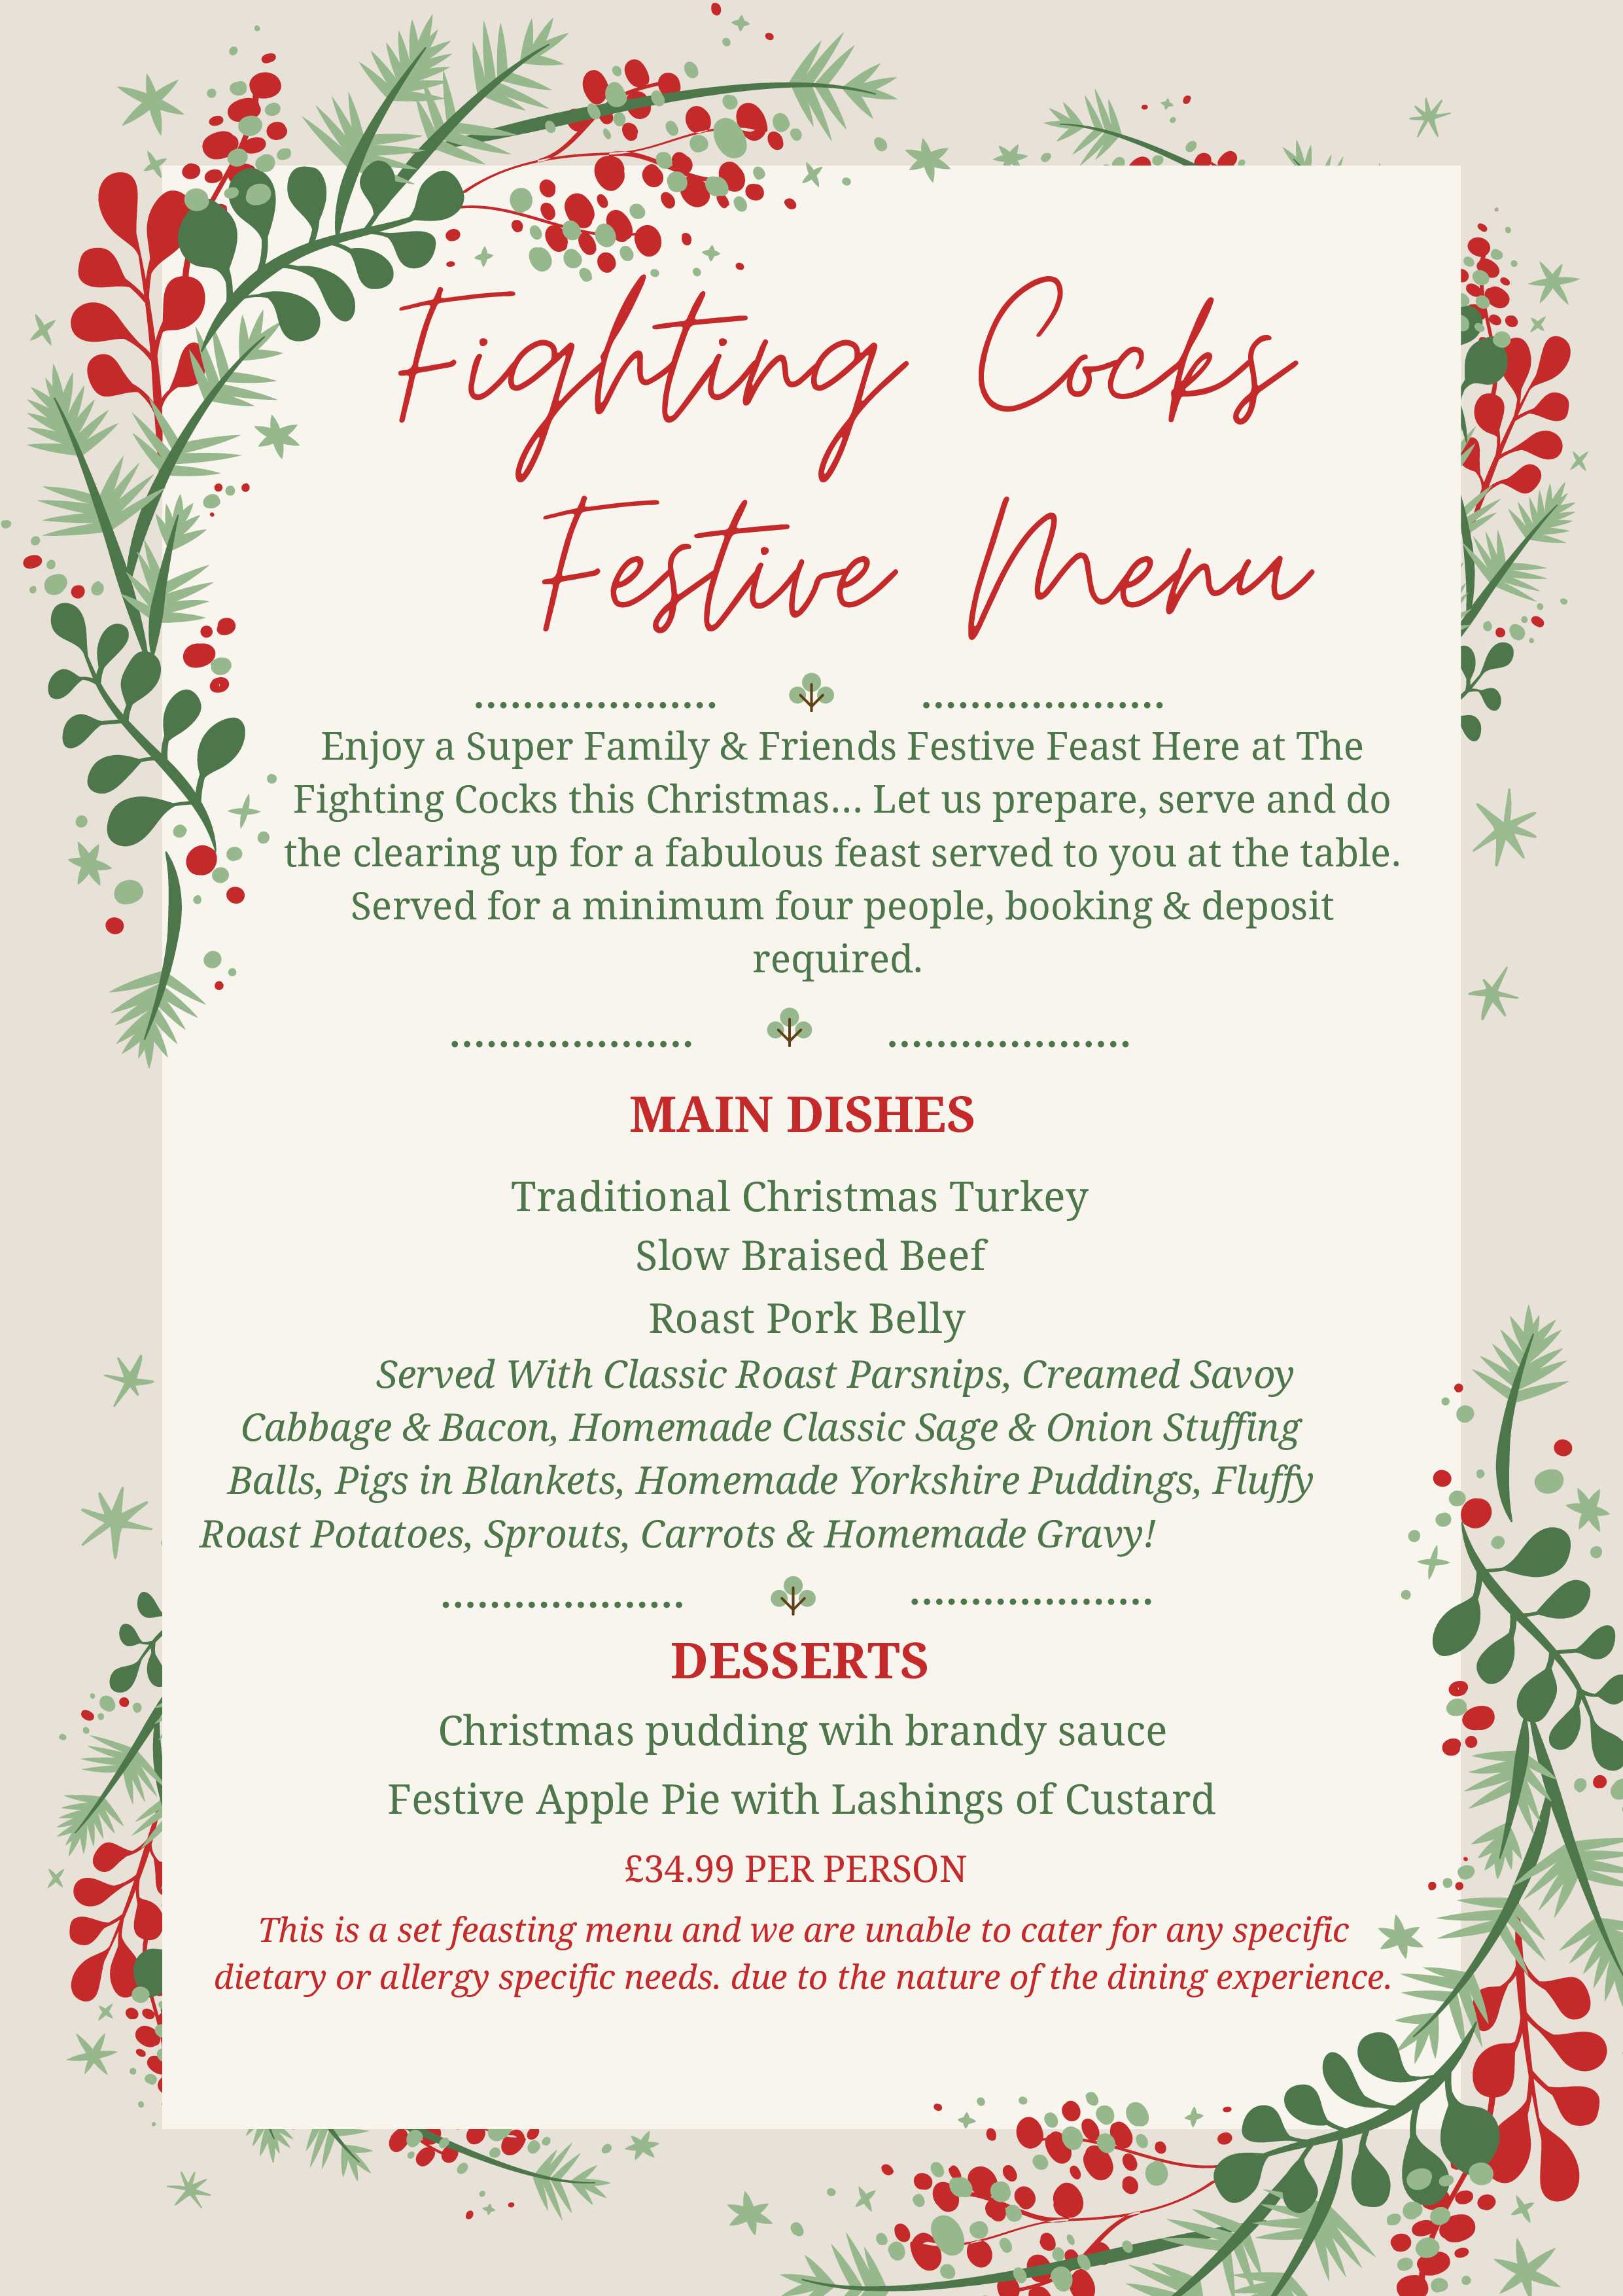 Fighting Cocks
Festive Menu
Enjoy a Super Family & Friends Festive Feast Here at The
Fighting Cocks this Christmas... Let us prepare, serve and do
the clearing up for a fabulous feast served to you at the table.
Served for a minimum four people, booking & deposit
required.
MAIN DISHES
Traditional Christmas Turkey
Slow Braised Beef
Roast Pork Belly
Served With Classic Roast Parsnips, Creamed Savoy
Cabbage & Bacon, Homemade Classic Sage & Onion Stuffing
Balls, Pigs in Blankets, Homemade Yorkshire Puddings, Fluffy
Roast Potatoes, Sprouts, Carrots & Homemade Gravy!
DESSERTS
Christmas pudding wih brandy sauce
Festive Apple Pie with Lashings of Custard
£34.99 PER PERSON
This is a set feasting menu and we are unable to cater for any specific
dietary or allergy specific needs. due to the nature of the dining experience.